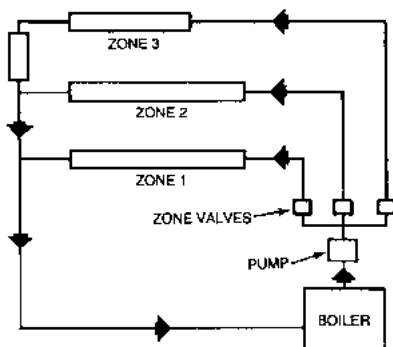 ZONE 3
ZONE 2
ZONE 1
ZONE VALVES
PUMP
BOILER